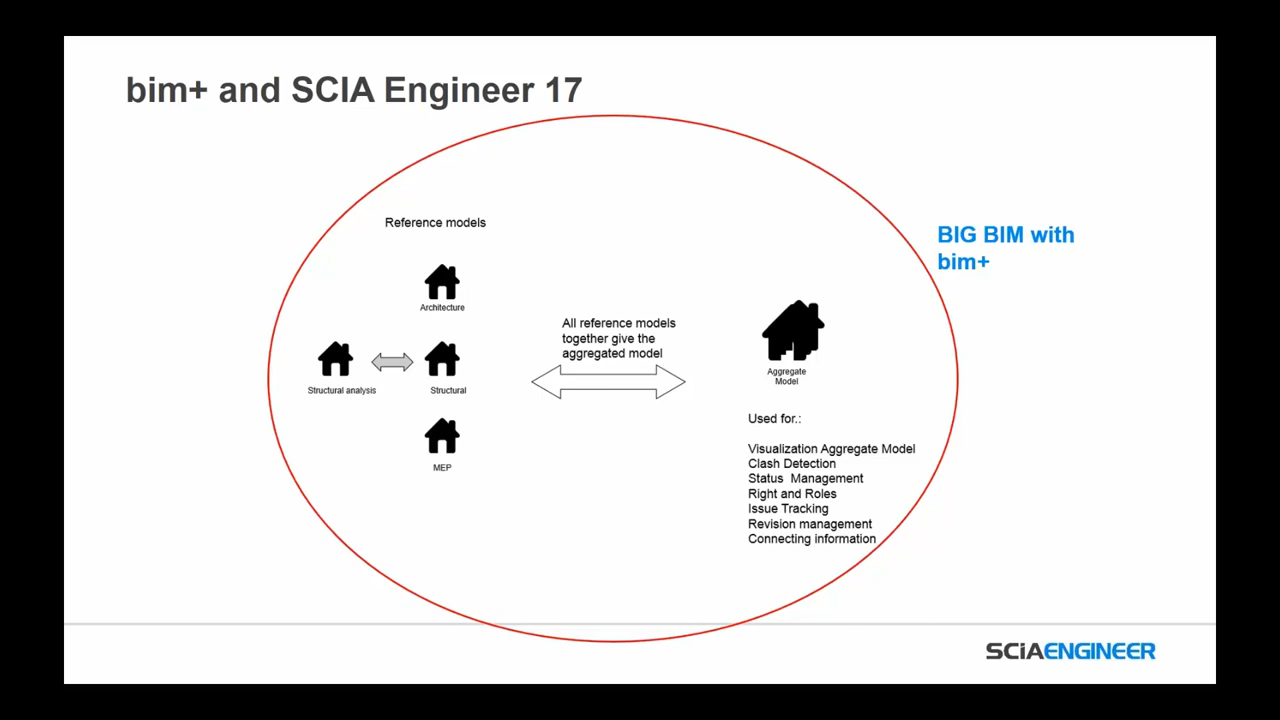 bim+ and SCIA Engineer 17
Reference models
Architecture
Structural analysis
Structural
MEP
All reference models
together give the
aggregated model
Aggregate
Model
Used for.:
Visualization Aggregate Model
Clash Detection
Status  Management
Right and Roles
Issue Tracking
Revision management
Connecting information
BIG BIM with
bim+
SCiAENGINEER